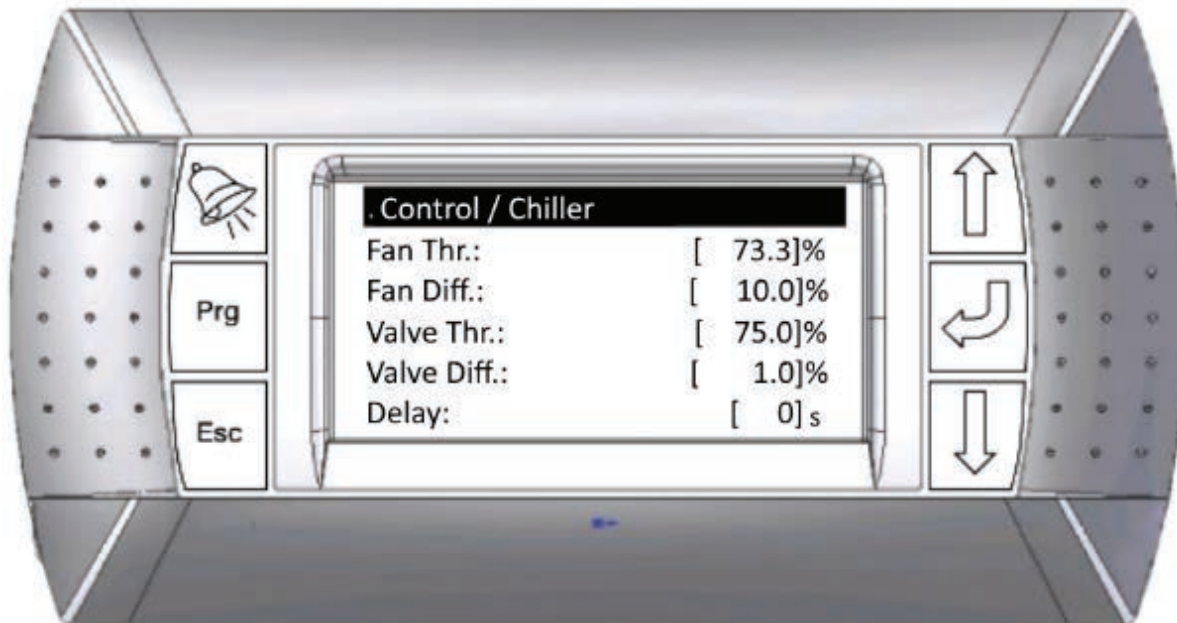 . Control / Chiller
Fan Thr.: [ 73.3]%
Fan Diff.: [ 10.0]%
Valve Thr.: [ 75.0]%
Valve Diff.: [ 1.0]%
Delay: [ 0] s
Prg
Esc